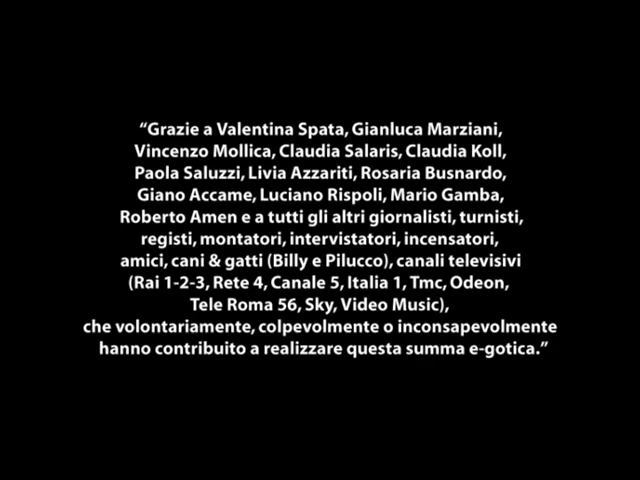 “Grazie a Valentina Spata, Gianluca Marziani,
Vincenzo Mollica, Claudia Salaris, Claudia Koll,
Paola Saluzzi, Livia Azzariti, Rosaria Busnardo,
Giano Accame, Luciano Rispoli, Mario Gamba,
Roberto Amen e a tutti gli altri giornalisti, turnisti,
registi, montatori, intervistatori, incensatori,
amici, cani & gatti (Billy e Pilucco), canali televisivi
(Rai 1-2-3, Rete 4, Canale 5, Italia 1, Tmc, Odeon,
Tele Roma 56, Sky, Video Music),
che volontariamente, colpevolmente o inconsapevolmente
hanno contribuito a realizzare questa summa e-gotica.”